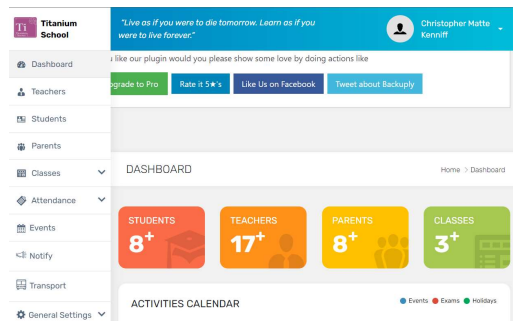 Ti
Titanium
School
"Live as if you were to die tomorrow. Learn as if you
were to live forever."
Christopher Matte
Kenniff
like our plugin would you please show some love by doing actions like
grade to Pro
Rate it 5★'s
Like Us on Facebook
Tweet about Backuply
Dashboard
Teachers
Students
Parents
Classes
Attendance
Events
Notify
Transport
General Settings
DASHBOARD
Home > Dashboard
STUDENTS
8+
TEACHERS
17+
PARENTS
8+
CLASSES
3+
ACTIVITIES CALENDAR
Events
Exams
Holidays